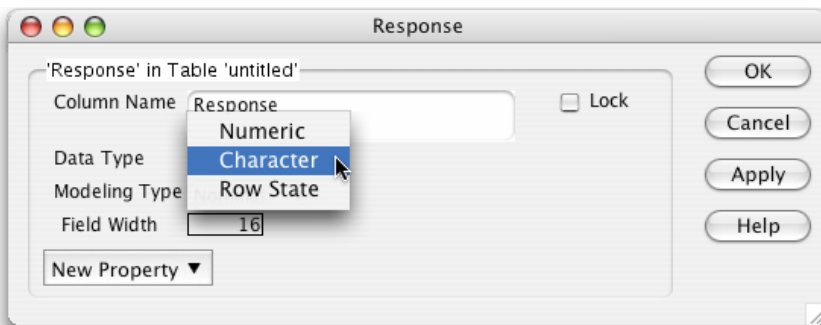 Response
'Response' in Table 'untitled'
Column Name Response
Lock
Numeric
Data Type Character
Modeling Type Row State
Field Width 16
New Property ▼
OK
Cancel
Apply
Help